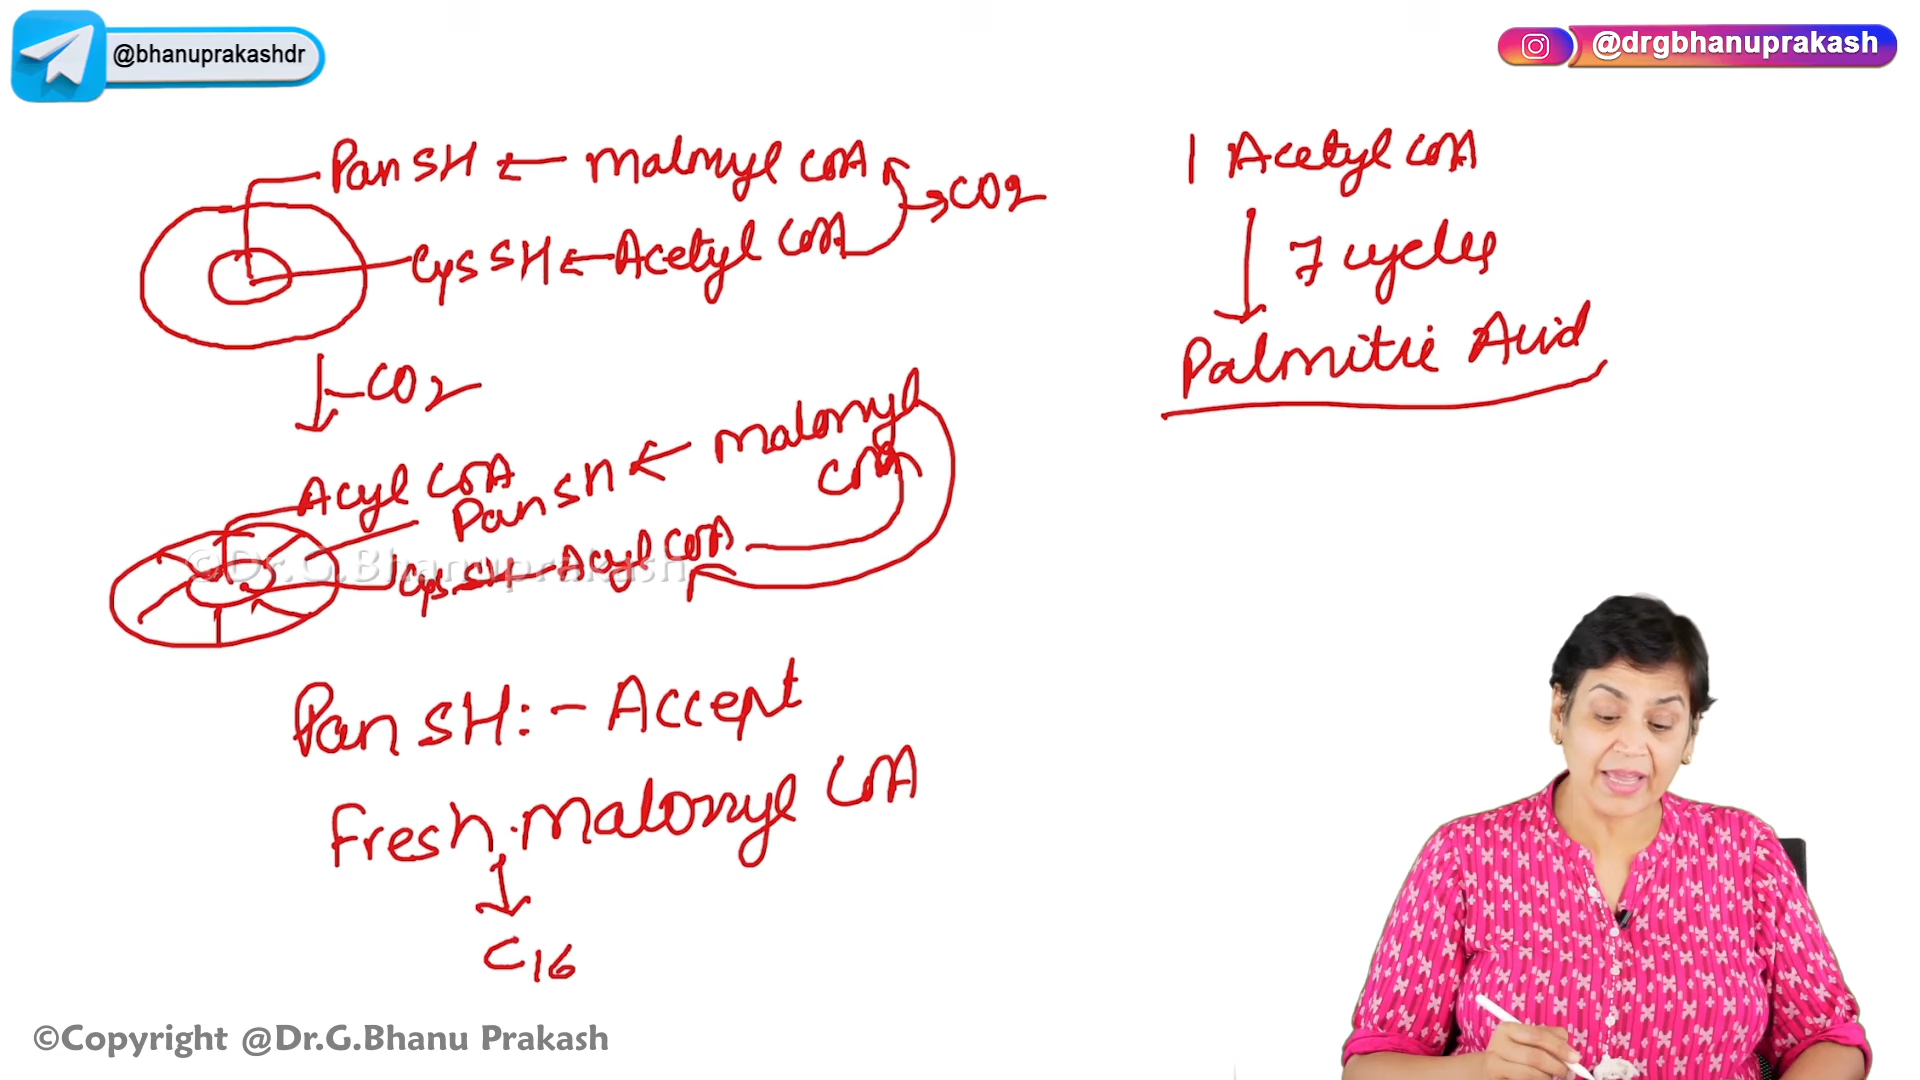 @bhanuprakashdr
@drgbhanuprakash
Pan SH ← Malonyl CoA
→ CO2
Cys SH ← Acetyl CoA
- CO2
Acyl CoA
Pan SH ← Malonyl
CoA
Cys SH - Acyl CoA
©Dr.G.Bhanuprakash
Pan SH :- Accept
Fresh Malonyl CoA
↓
C16
1 Acetyl CoA
↓ 7 cycles
Palmitic Acid
©Copyright @Dr.G.Bhanu Prakash